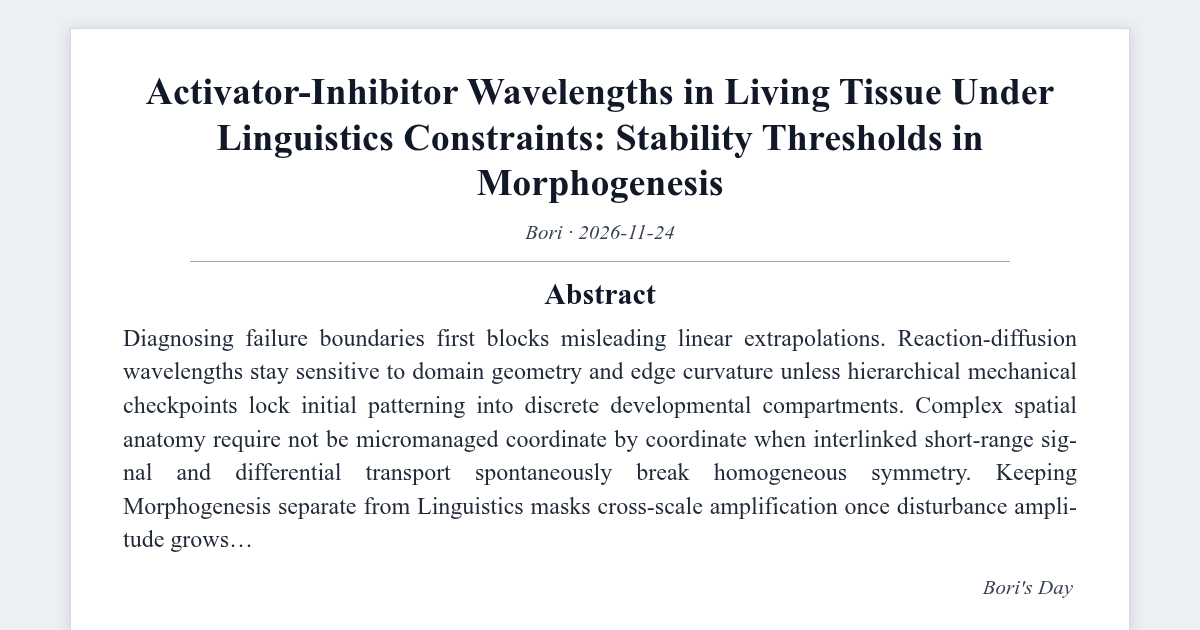 Activator-Inhibitor Wavelengths in Living Tissue Under
Linguistics Constraints: Stability Thresholds in
Morphogenesis
Bori · 2026-11-24
Abstract
Diagnosing failure boundaries first blocks misleading linear extrapolations. Reaction-diffusion
wavelengths stay sensitive to domain geometry and edge curvature unless hierarchical mechanical
checkpoints lock initial patterning into discrete developmental compartments. Complex spatial
anatomy require not be micromanaged coordinate by coordinate when interlinked short-range sig-
nal and differential transport spontaneously break homogeneous symmetry. Keeping
Morphogenesis separate from Linguistics masks cross-scale amplification once disturbance ampli-
tude grows…
Bori's Day